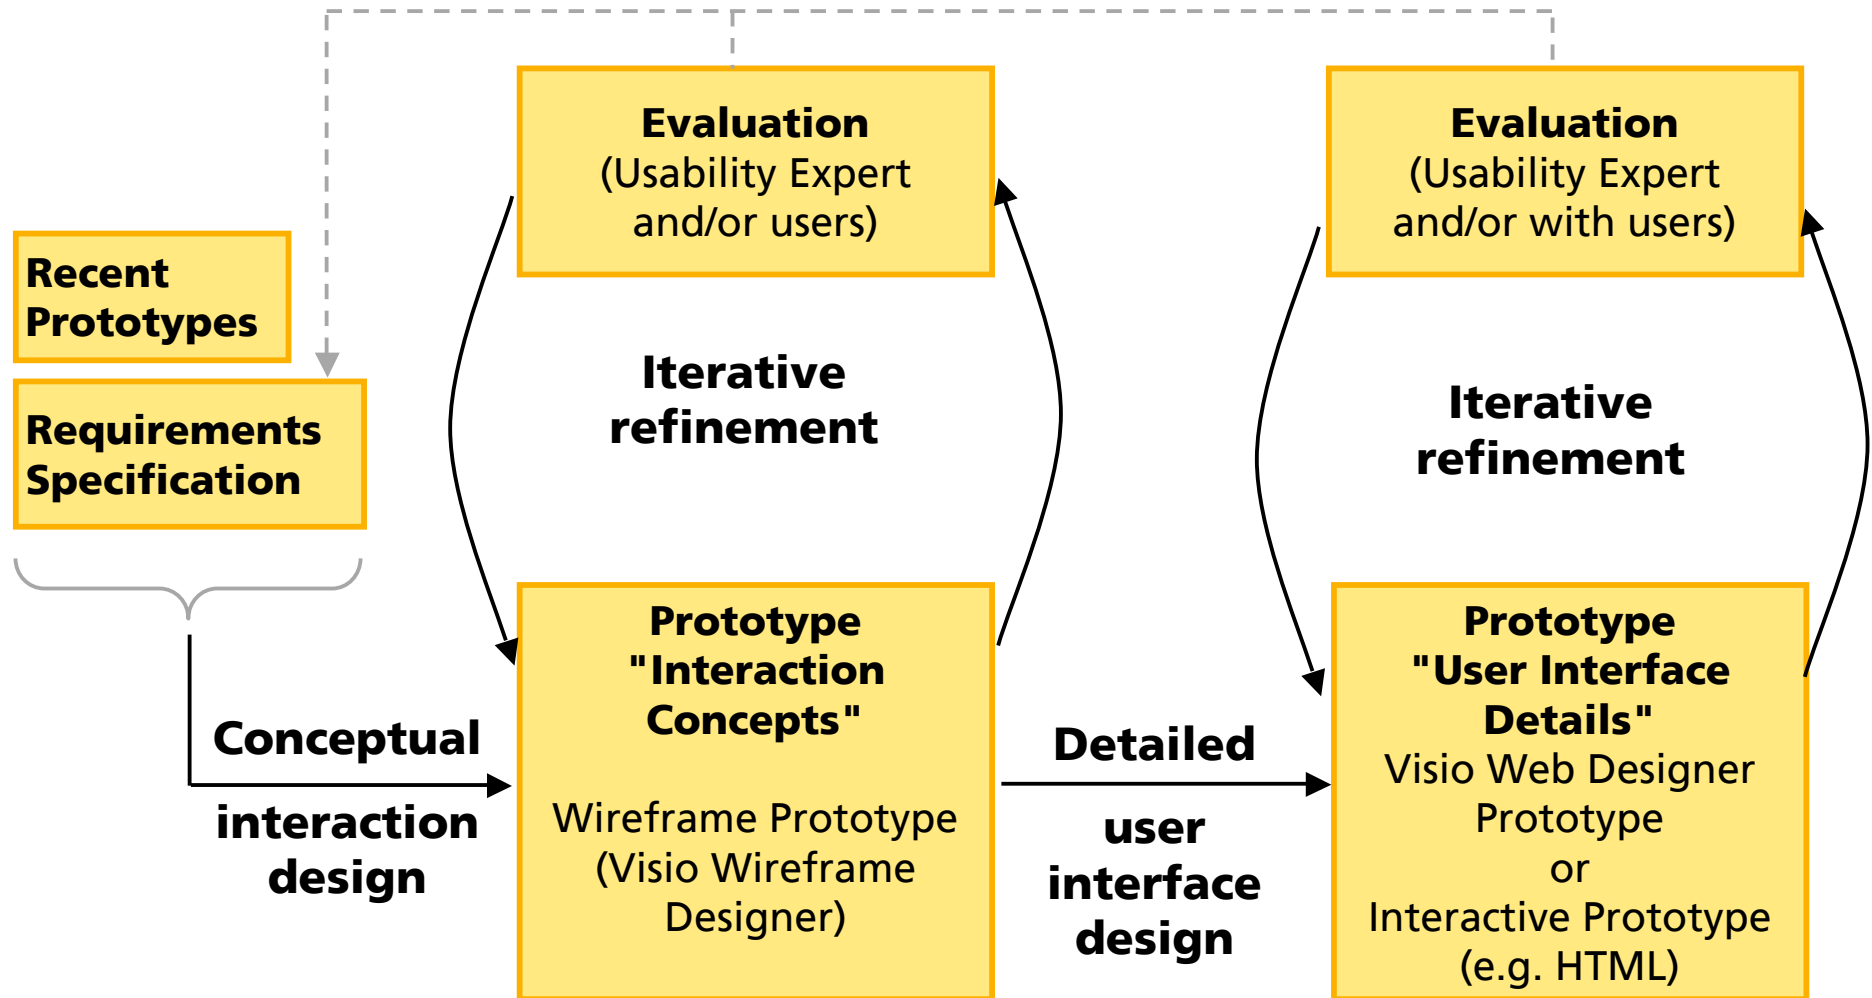 Evaluation
(Usability Expert
and/or users)
Evaluation
(Usability Expert
and/or with users)
Recent
Prototypes
Requirements
Specification
Iterative
refinement
Iterative
refinement
Conceptual
interaction
design
Prototype
"Interaction
Concepts"
Wireframe Prototype
(Visio Wireframe
Designer)
Detailed
user
interface
design
Prototype
"User Interface
Details"
Visio Web Designer
Prototype
or
Interactive Prototype
(e.g. HTML)